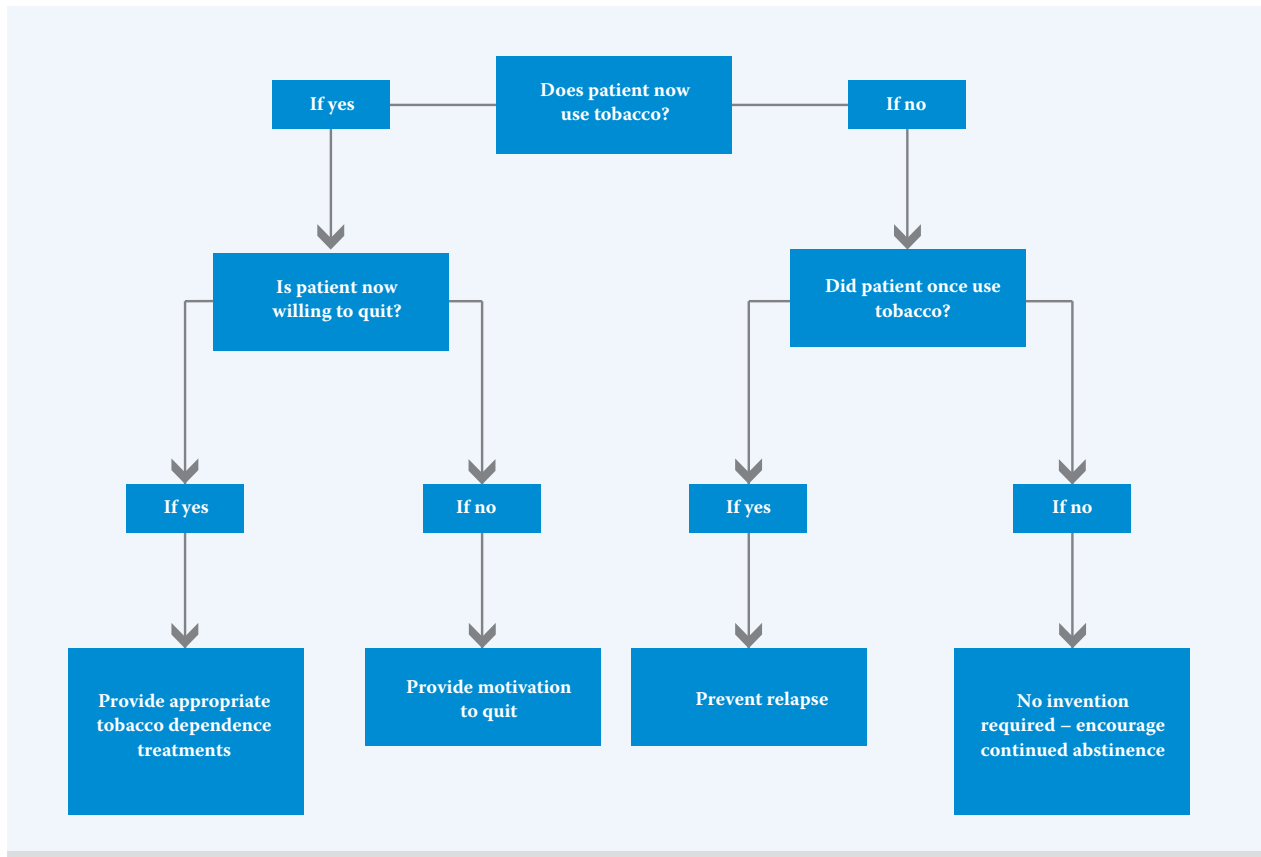 If yes
Does patient now
use tobacco?
If no
Is patient now
willing to quit?
Did patient once use
tobacco?
If yes
If no
If yes
If no
Provide appropriate
tobacco dependence
treatments
Provide motivation
to quit
Prevent relapse
No invention
required – encourage
continued abstinence